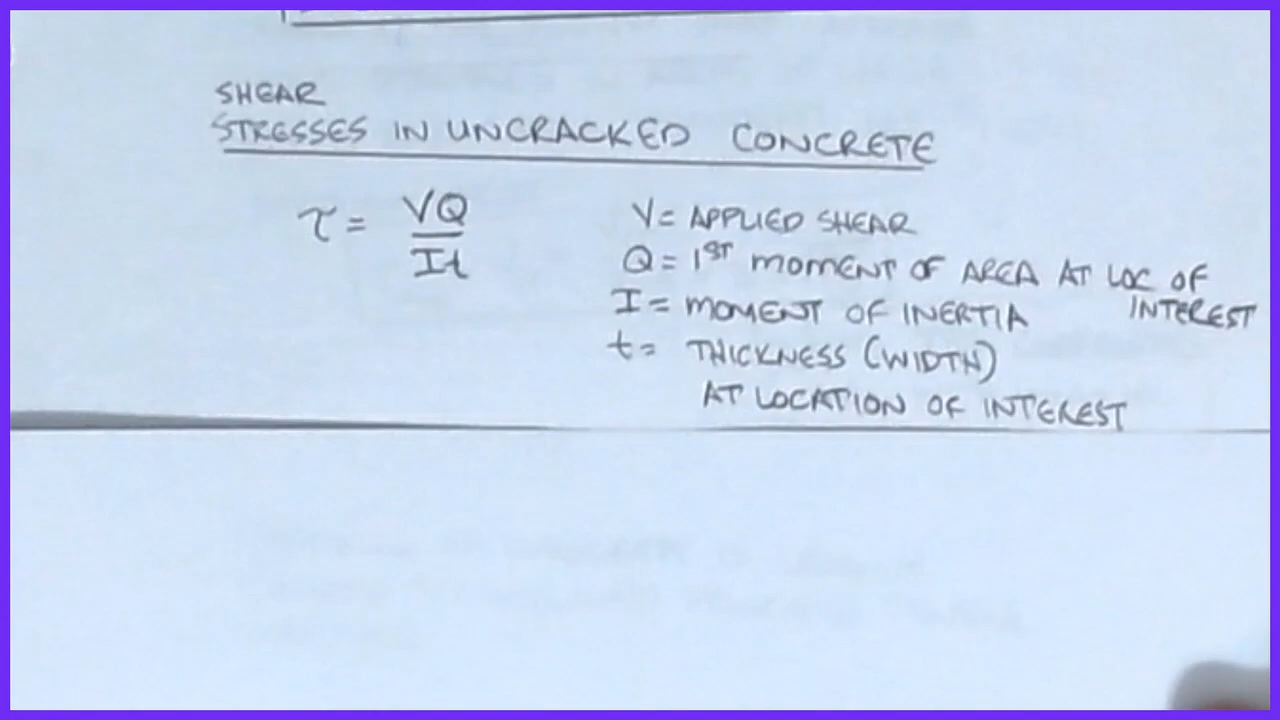 SHEAR
STRESSES IN UNCRACKED CONCRETE
τ = VQ / It
V = APPLIED SHEAR
Q = 1ST MOMENT OF AREA AT LOC OF INTEREST
I = MOMENT OF INERTIA
t = THICKNESS (WIDTH)
AT LOCATION OF INTEREST